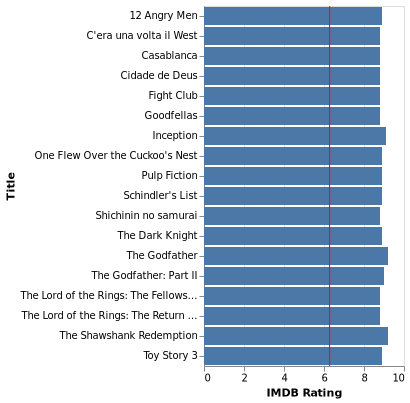 12 Angry Men
C'era una volta il West
Casablanca
Cidade de Deus
Fight Club
Goodfellas
Inception
One Flew Over the Cuckoo's Nest
Pulp Fiction
Schindler's List
Shichinin no samurai
The Dark Knight
The Godfather
The Godfather: Part II
The Lord of the Rings: The Fellows…
The Lord of the Rings: The Return …
The Shawshank Redemption
Toy Story 3
Title
0 2 4 6 8 10
IMDB Rating